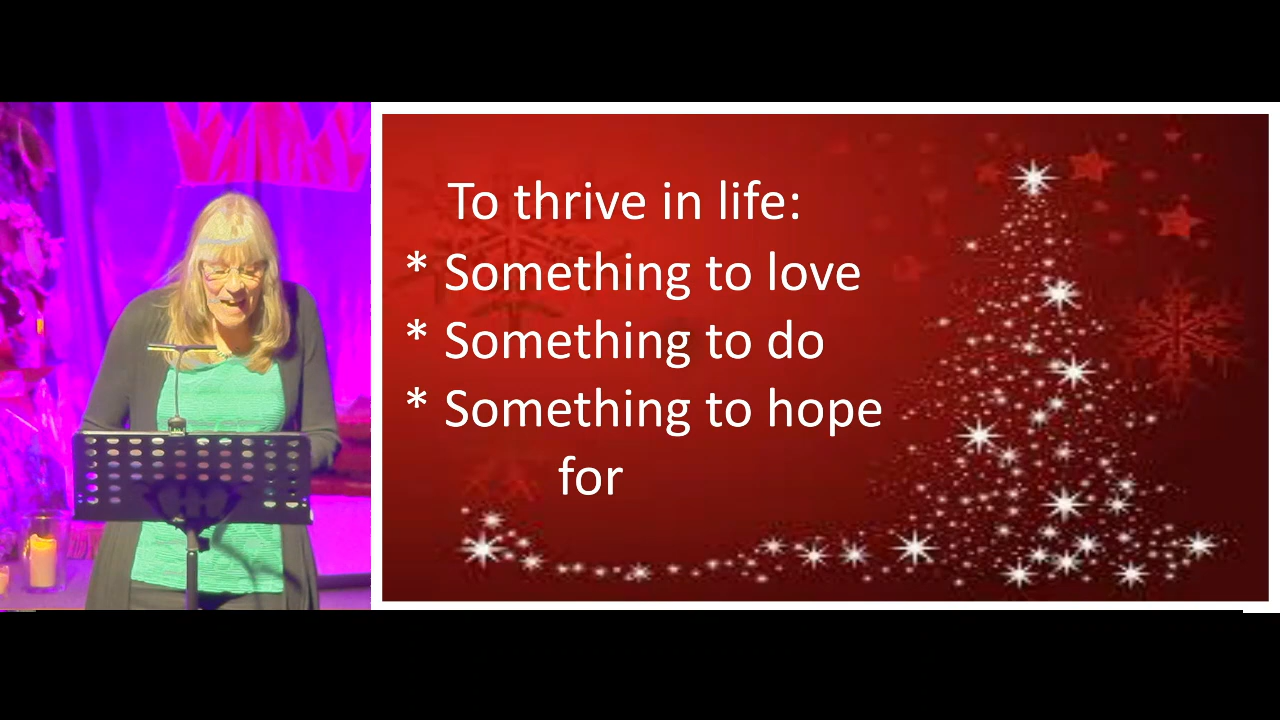 To thrive in life:
* Something to love
* Something to do
* Something to hope
for